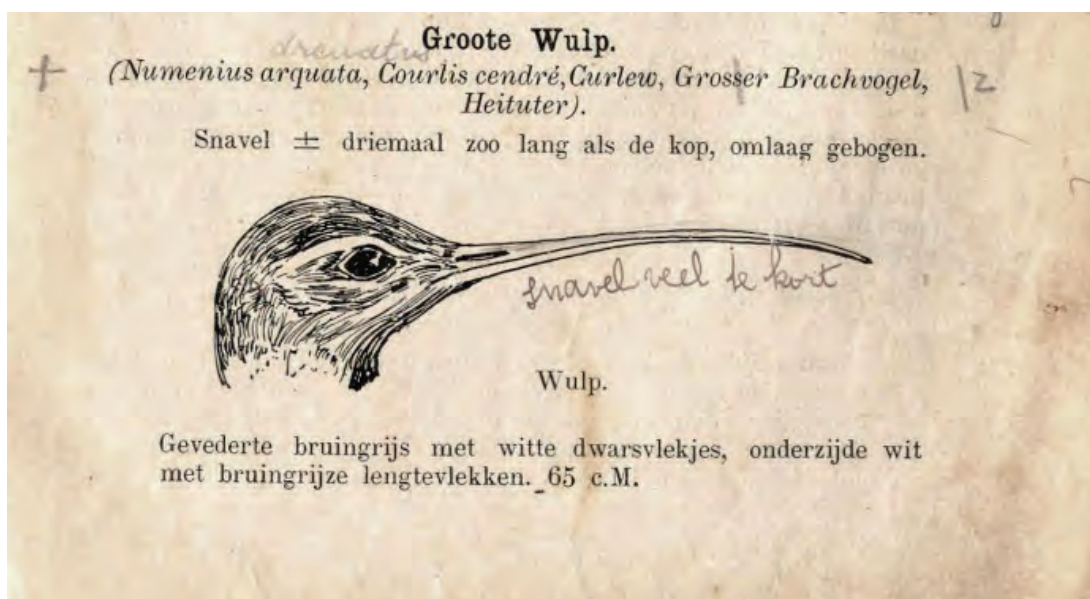 Groote Wulp.
+ (Numenius arquata, Courlis cendré, Curlew, Grosser Brachvogel,
Heituter).
Snavel ± driemaal zoo lang als de kop, omlaag gebogen.
snavel veel te kort
Wulp.
Gevederte bruingrijs met witte dwarsvlekjes, onderzijde wit
met bruingrijze lengtevlekken. 65 c.M.